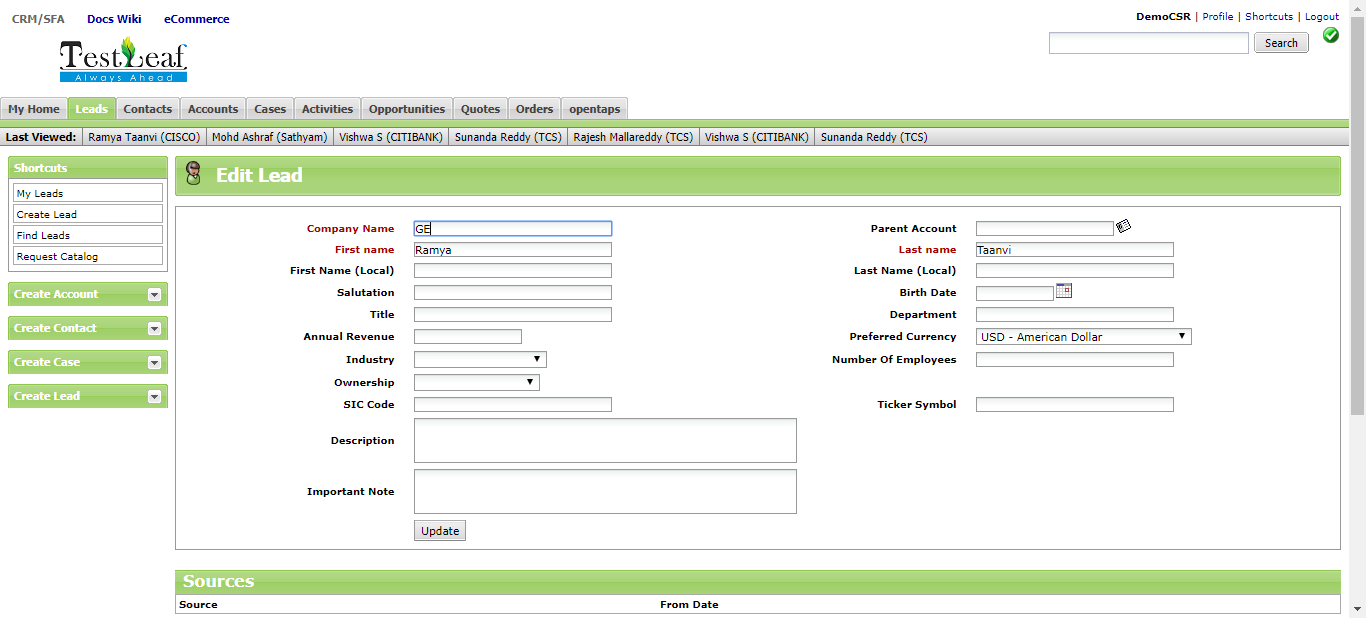 CRM/SFA Docs Wiki eCommerce
DemoCSR | Profile | Shortcuts | Logout
Search
TestLeaf
Always Ahead
My Home Leads Contacts Accounts Cases Activities Opportunities Quotes Orders opentaps
Last Viewed: Ramya Taanvi (CISCO) Mohd Ashraf (Sathyam) Vishwa S (CITIBANK) Sunanda Reddy (TCS) Rajesh Mallareddy (TCS) Vishwa S (CITIBANK) Sunanda Reddy (TCS)
Shortcuts
My Leads
Create Lead
Find Leads
Request Catalog
Create Account
Create Contact
Create Case
Create Lead
Edit Lead
Company Name GE Parent Account
First name Ramya Last name Taanvi
First Name (Local) Last Name (Local)
Salutation Birth Date
Title Department
Annual Revenue Preferred Currency USD - American Dollar
Industry Number Of Employees
Ownership
SIC Code Ticker Symbol
Description
Important Note
Update
Sources
Source From Date